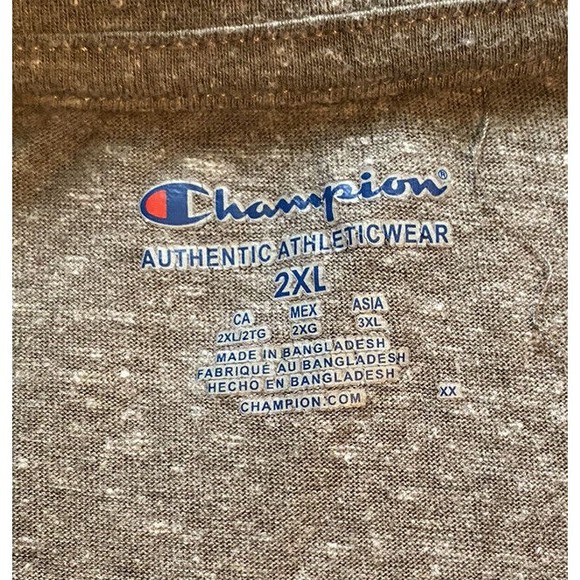 Champion®
AUTHENTIC ATHLETICWEAR
2XL
CA MEX ASIA
2XL/2TG 2XG 3XL
MADE IN BANGLADESH
FABRIQUÉ AU BANGLADESH
HECHO EN BANGLADESH
CHAMPION.COM
XX